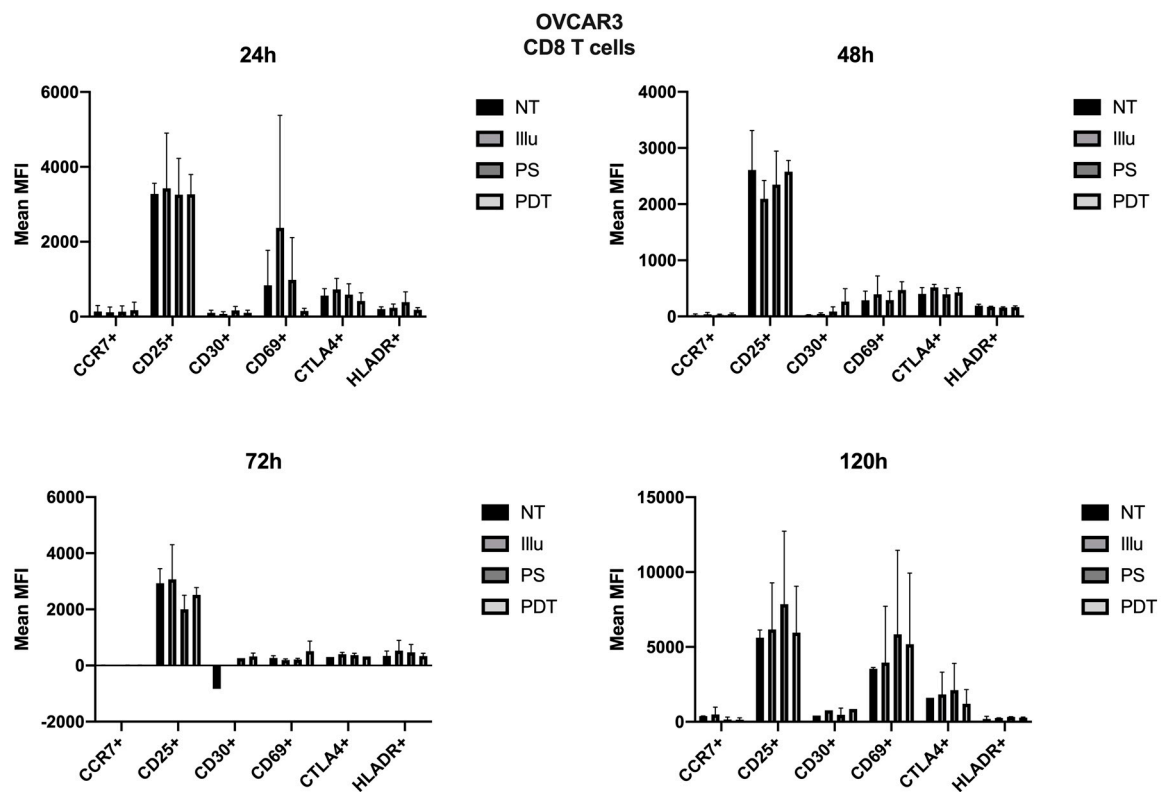 OVCAR3
CD8 T cells
24h
6000
4000
2000
0
Mean MFI
CCR7+
CD25+
CD30+
CD69+
CTLA4+
HLADR+
NT
Illu
PS
PDT
48h
4000
3000
2000
1000
0
Mean MFI
CCR7+
CD25+
CD30+
CD69+
CTLA4+
HLADR+
NT
Illu
PS
PDT
72h
6000
4000
2000
0
-2000
Mean MFI
CCR7+
CD25+
CD30+
CD69+
CTLA4+
HLADR+
NT
Illu
PS
PDT
120h
15000
10000
5000
0
Mean MFI
CCR7+
CD25+
CD30+
CD69+
CTLA4+
HLADR+
NT
Illu
PS
PDT